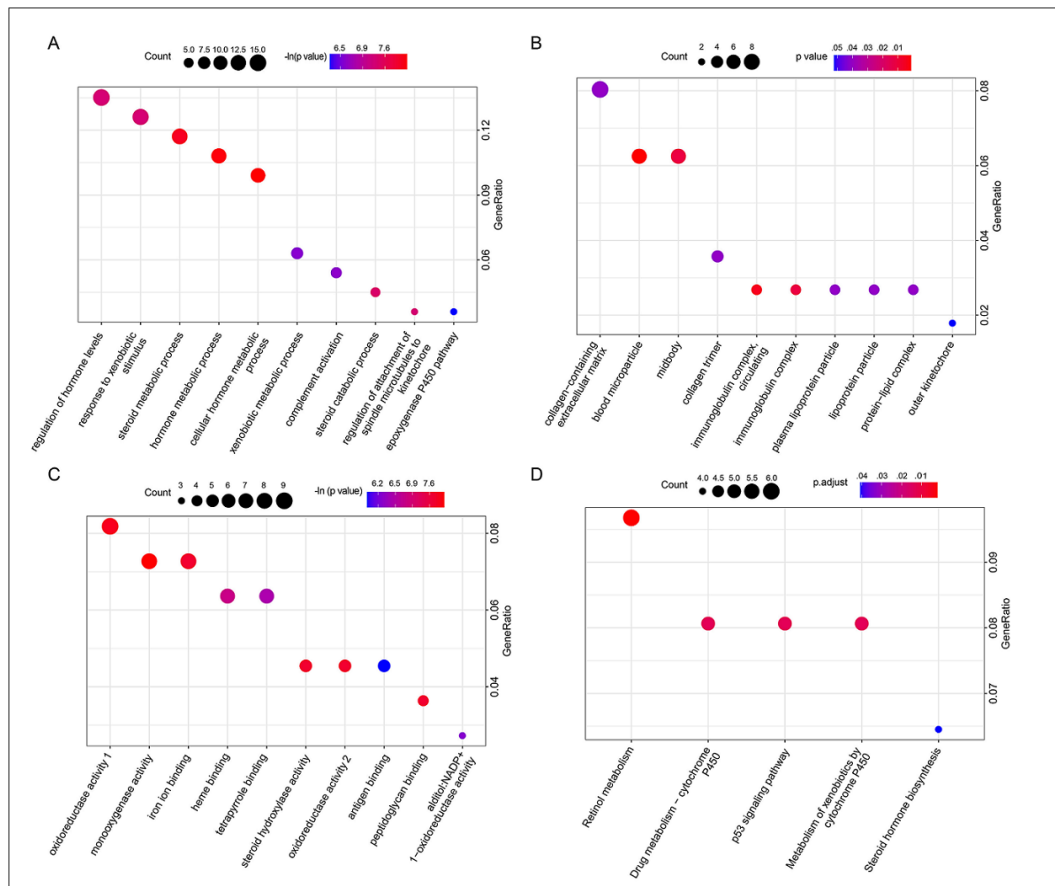 A
Count
5.0 7.5 10.0 12.5 15.0
-ln(p value)
6.5 6.9 7.6
0.12
0.09
0.06
GeneRatio
regulation of hormone levels
response to xenobiotic
stimulus
steroid metabolic process
hormone metabolic process
cellular hormone metabolic
process
xenobiotic metabolic process
complement activation
steroid catabolic process
regulation of attachment of
spindle microtubules to
kinetochore
epoxygenase P450 pathway
B
Count
2 4 6 8
p value
.05 .04 .03 .02 .01
0.08
0.06
0.04
0.02
GeneRatio
collagen-containing
extracellular matrix
blood microparticle
midbody
collagen trimer
immunoglobulin complex,
circulating
immunoglobulin complex
plasma lipoprotein particle
lipoprotein particle
protein-lipid complex
outer kinetochore
C
Count
3 4 5 6 7 8 9
-ln (p value)
6.2 6.5 6.9 7.6
0.08
0.06
0.04
GeneRatio
oxidoreductase activity 1
monooxygenase activity
iron ion binding
heme binding
tetrapyrrole binding
steroid hydroxylase activity
oxidoreductase activity 2
antigen binding
peptidoglycan binding
alditol:NADP+
1-oxidoreductase activity
D
Count
4.0 4.5 5.0 5.5 6.0
p.adjust
.04 .03 .02 .01
0.09
0.08
0.07
GeneRatio
Retinol metabolism
Drug metabolism - cytochrome
P450
p53 signaling pathway
Metabolism of xenobiotics by
cytochrome P450
Steroid hormone biosynthesis